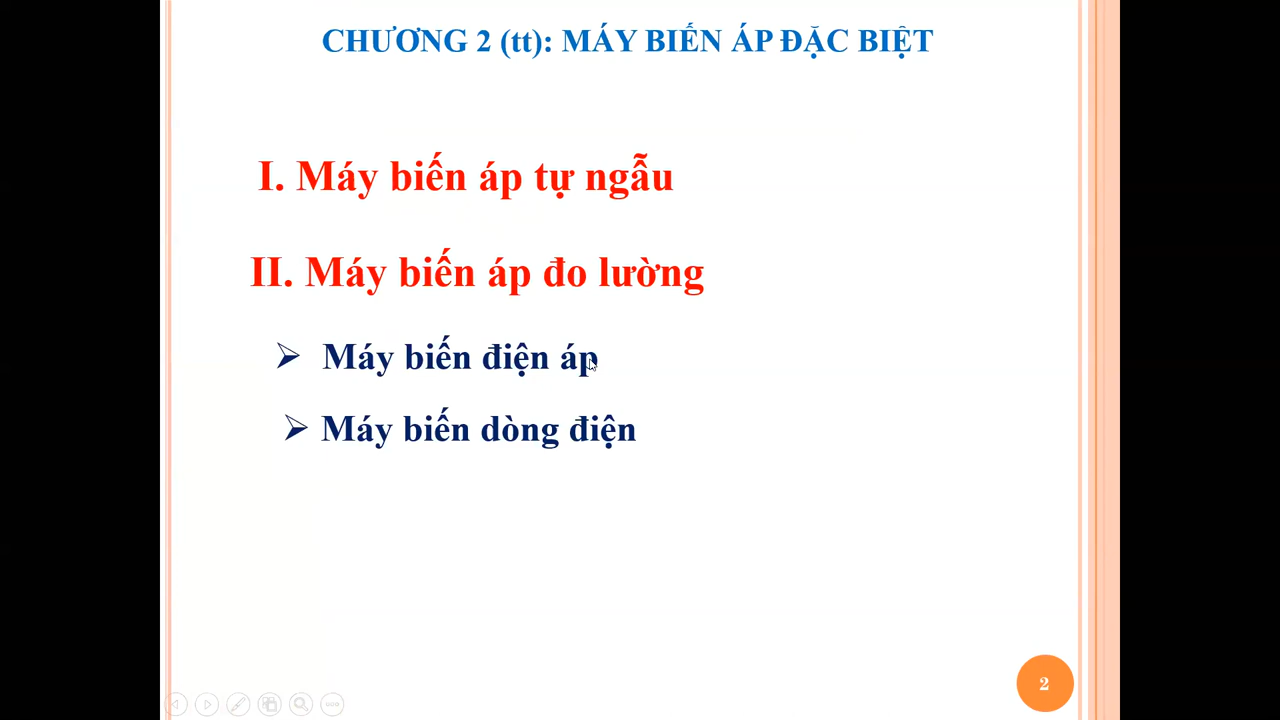 CHƯƠNG 2 (tt): MÁY BIẾN ÁP ĐẶC BIỆT
I. Máy biến áp tự ngẫu
II. Máy biến áp đo lường
➢ Máy biến điện áp
➢ Máy biến dòng điện
2